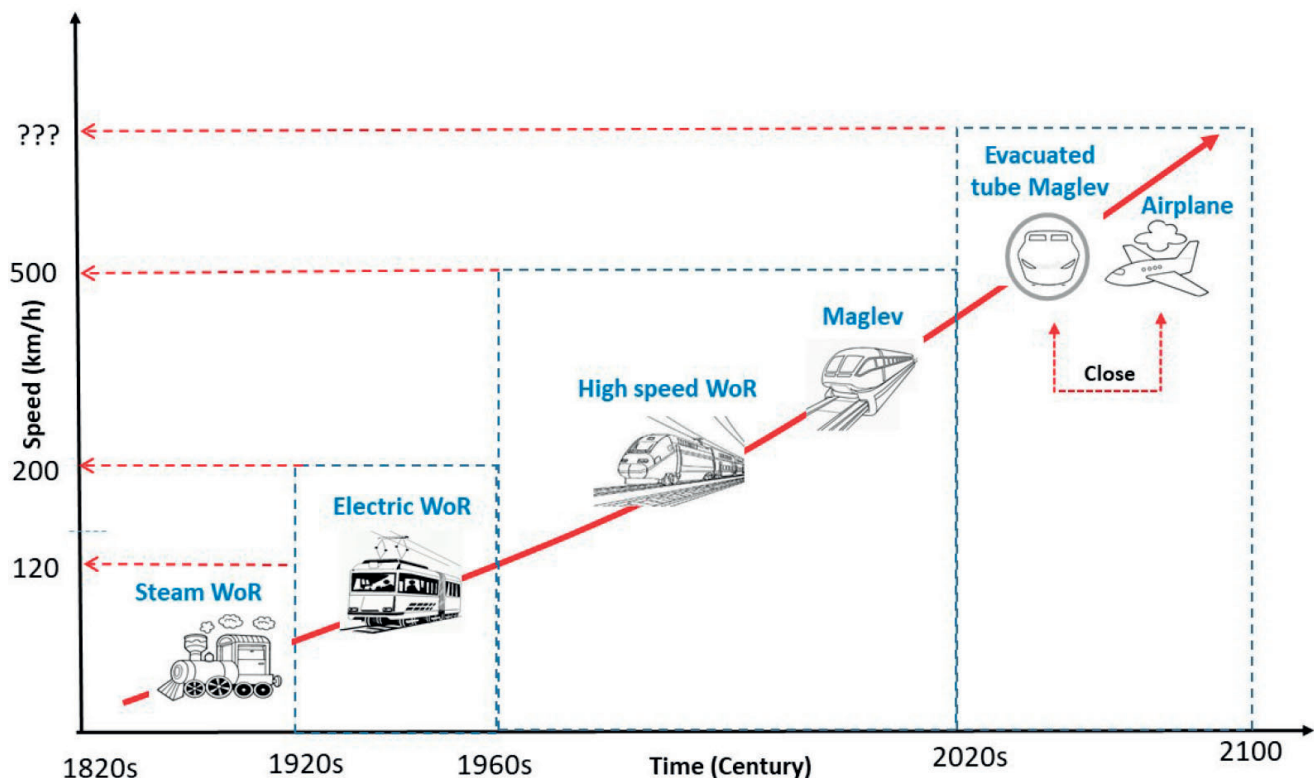 ???
Evacuated
tube Maglev
Airplane
500
Maglev
Close
High speed WoR
Speed (km/h)
200
Electric WoR
120
Steam WoR
1820s
1920s
1960s
Time (Century)
2020s
2100